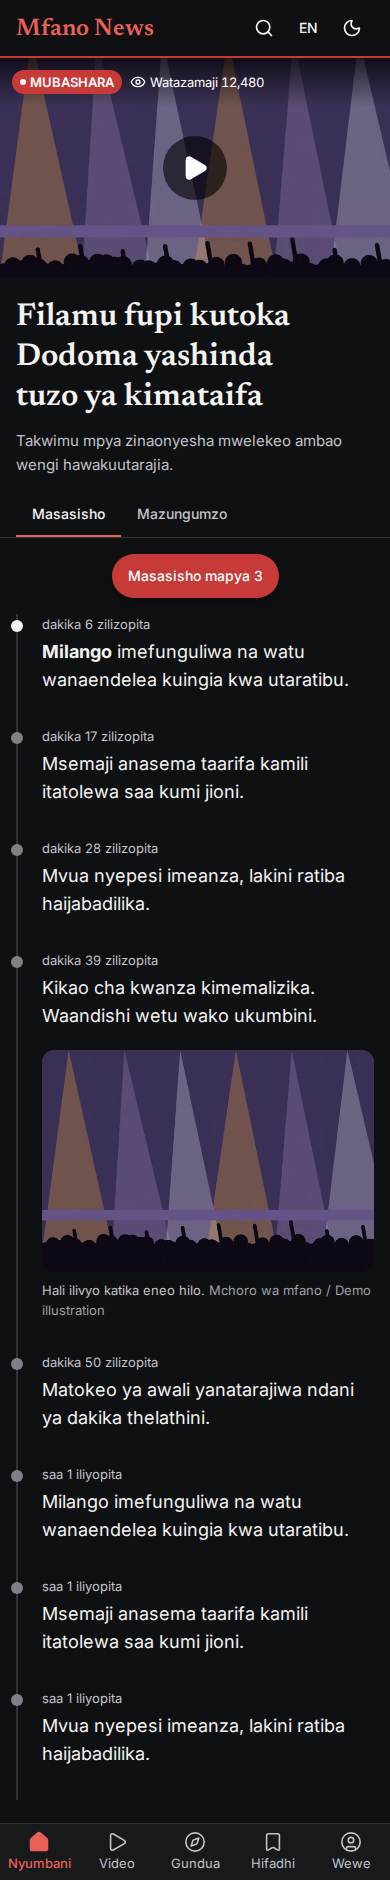 Mfano News
EN
MUBASHARA
Watazamaji 12,480
Filamu fupi kutoka
Dodoma yashinda
tuzo ya kimataifa
Takwimu mpya zinaonyesha mwelekeo ambao
wengi hawakuutarajia.
Masasisho
Mazungumzo
Masasisho mapya 3
dakika 6 zilizopita
Milango imefunguliwa na watu
wanaendelea kuingia kwa utaratibu.
dakika 17 zilizopita
Msemaji anasema taarifa kamili
itatolewa saa kumi jioni.
dakika 28 zilizopita
Mvua nyepesi imeanza, lakini ratiba
haijabadilika.
dakika 39 zilizopita
Kikao cha kwanza kimemalizika.
Waandishi wetu wako ukumbini.
Hali ilivyo katika eneo hilo. Mchoro wa mfano / Demo
illustration
dakika 50 zilizopita
Matokeo ya awali yanatarajiwa ndani
ya dakika thelathini.
saa 1 iliyopita
Milango imefunguliwa na watu
wanaendelea kuingia kwa utaratibu.
saa 1 iliyopita
Msemaji anasema taarifa kamili
itatolewa saa kumi jioni.
saa 1 iliyopita
Mvua nyepesi imeanza, lakini ratiba
haijabadilika.
Nyumbani
Video
Gundua
Hifadhi
Wewe